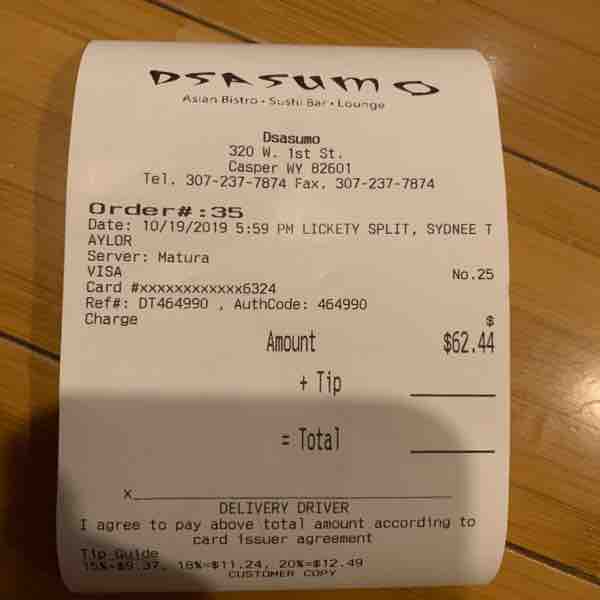 DSASUMO
Asian Bistro • Sushi Bar • Lounge
Dsasumo
320 W. 1st St.
Casper WY 82601
Tel. 307-237-7874 Fax. 307-237-7874
Order#:35
Date: 10/19/2019 5:59 PM LICKETY SPLIT, SYDNEE T
AYLOR
Server: Matura
VISA No.25
Card #xxxxxxxxxxxx6324
Ref#: DT464990 , AuthCode: 464990
Charge $
Amount $62.44
+ Tip
= Total
x
DELIVERY DRIVER
I agree to pay above total amount according to
card issuer agreement
Tip Guide
15%=$9.37, 18%=$11.24, 20%=$12.49
CUSTOMER COPY